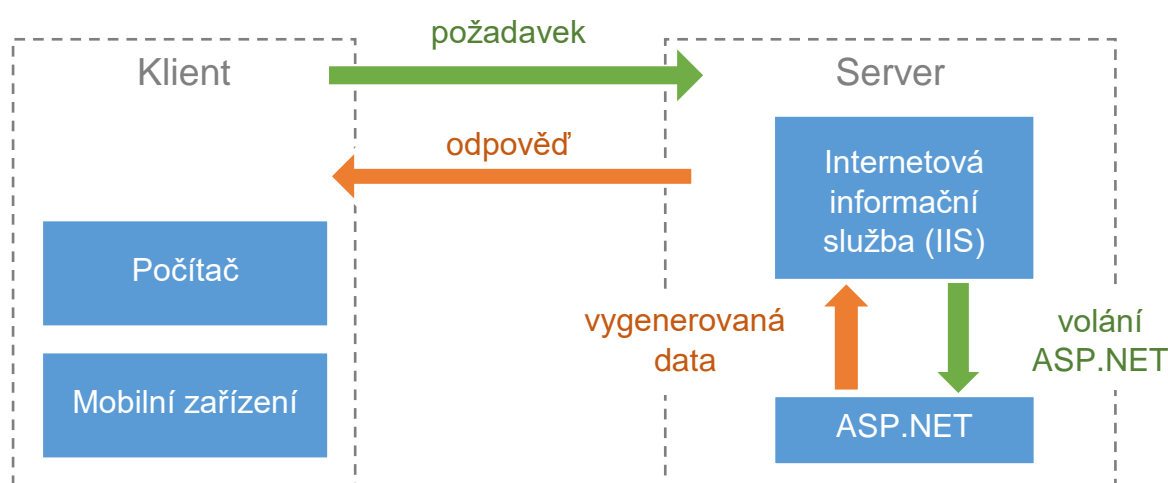 požadavek
Klient
Server
odpověď
Internetová
informační
služba (IIS)
Počítač
vygenerovaná
data
volání
ASP.NET
Mobilní zařízení
ASP.NET